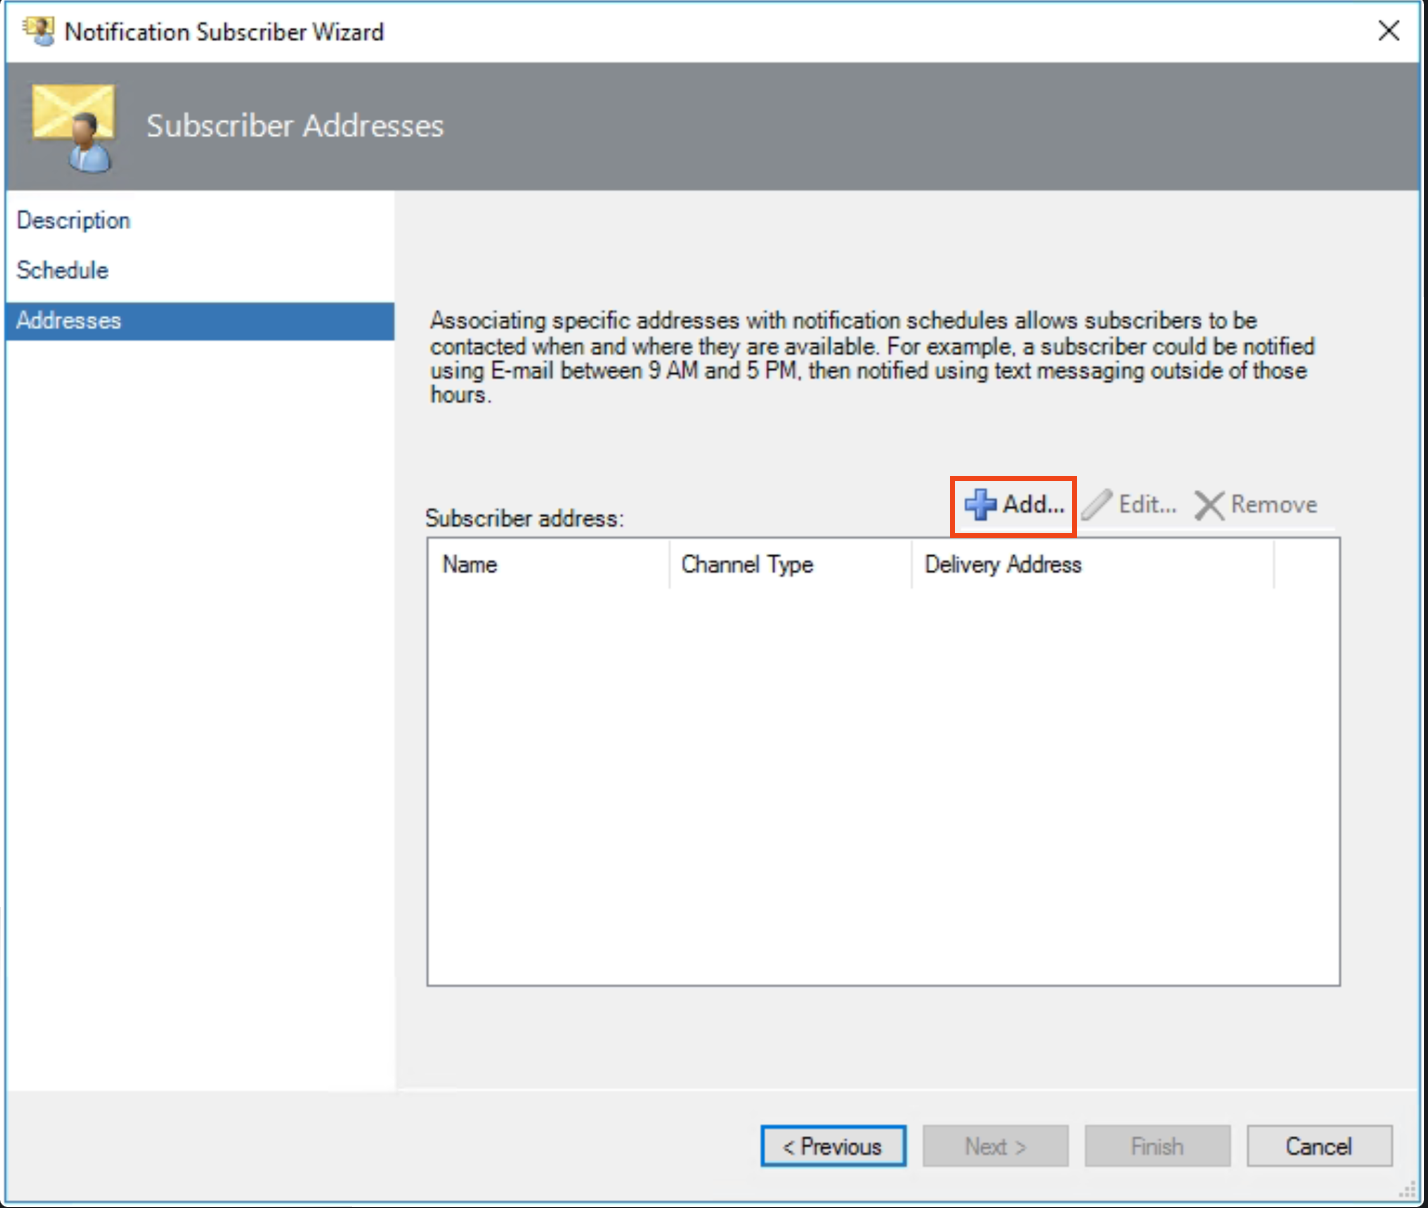 Notification Subscriber Wizard
Subscriber Addresses
Description
Schedule
Addresses
Associating specific addresses with notification schedules allows subscribers to be
contacted when and where they are available. For example, a subscriber could be notified
using E-mail between 9 AM and 5 PM, then notified using text messaging outside of those
hours.
Subscriber address:
Add... Edit... Remove
Name Channel Type Delivery Address
< Previous Next > Finish Cancel